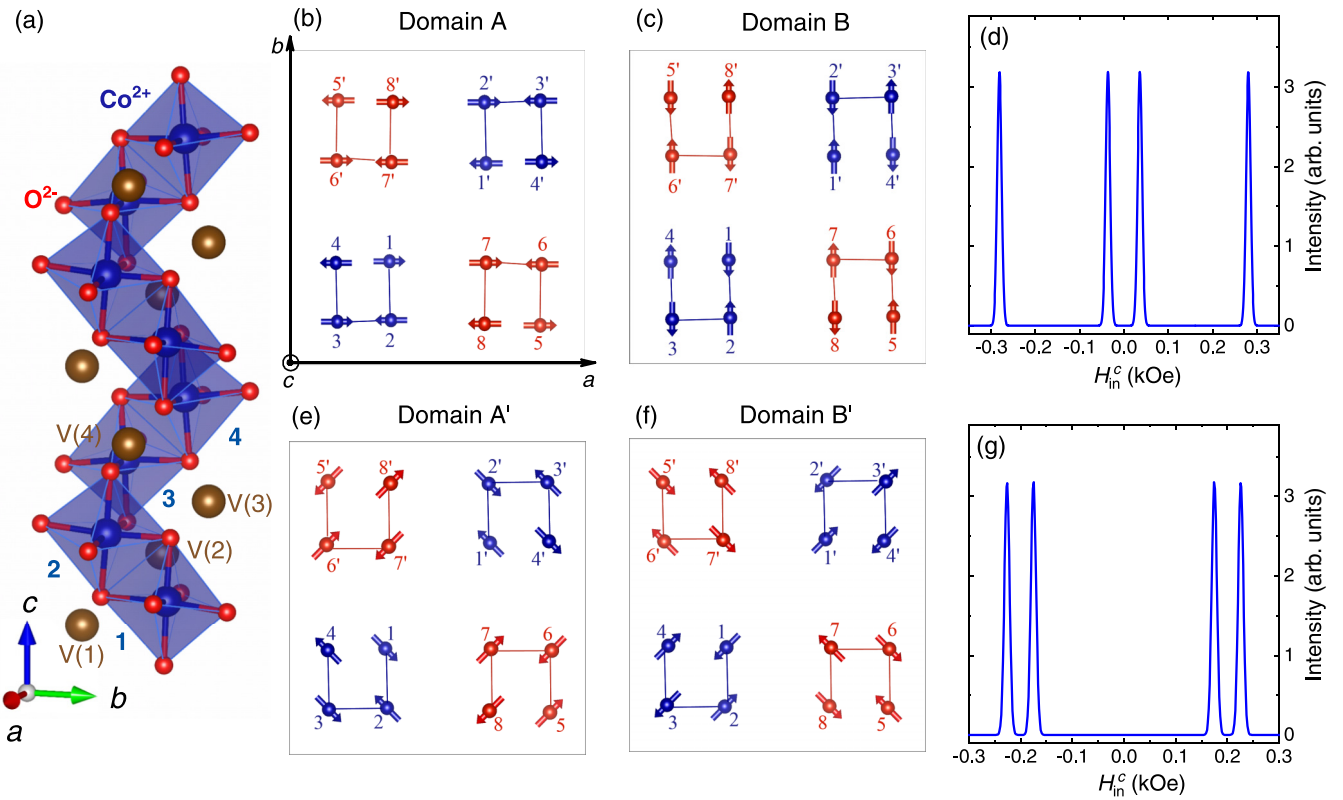 (a)
Co²⁺
O²⁻
V(4)
4
3
V(3)
2
V(2)
V(1)
1
c
b
a
(b)
Domain A
b
5' 8' 2' 3'
6' 7' 1' 4'
4 1 7 6
3 2 8 5
c
a
(c)
Domain B
5' 8' 2' 3'
6' 7' 1' 4'
4 1 7 6
3 2 8 5
(d)
3
2
1
0
Intensity (arb. units)
-0.3 -0.2 -0.1 0.0 0.1 0.2 0.3
H_in^c (kOe)
(e)
Domain A'
5' 8' 2' 3'
6' 7' 1' 4'
4 1 7 6
3 2 8 5
(f)
Domain B'
5' 8' 2' 3'
6' 7' 1' 4'
4 1 7 6
3 2 8 5
(g)
3
2
1
0
Intensity (arb. units)
-0.3 -0.2 -0.1 0.0 0.1 0.2 0.3
H_in^c (kOe)